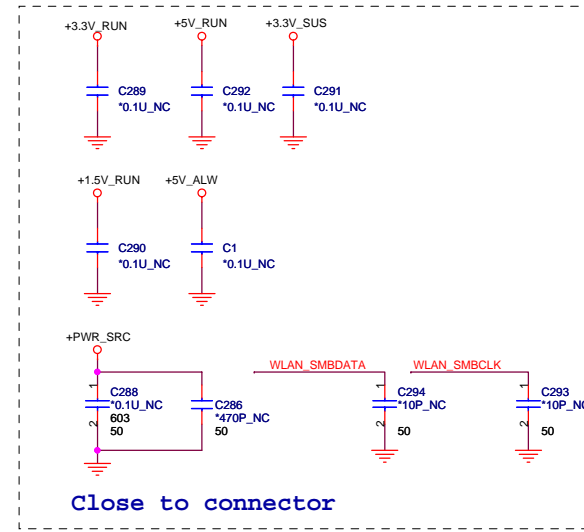 +3.3V_RUN
+5V_RUN
+3.3V_SUS
C289
*0.1U_NC
C292
*0.1U_NC
C291
*0.1U_NC
+1.5V_RUN
+5V_ALW
C290
*0.1U_NC
C1
*0.1U_NC
+PWR_SRC
WLAN_SMBDATA
WLAN_SMBCLK
1
C288
*0.1U_NC
603
50
2
C286
*470P_NC
50
1
C294
*10P_NC
2
50
1
C293
*10P_NC
2
50
Close to connector